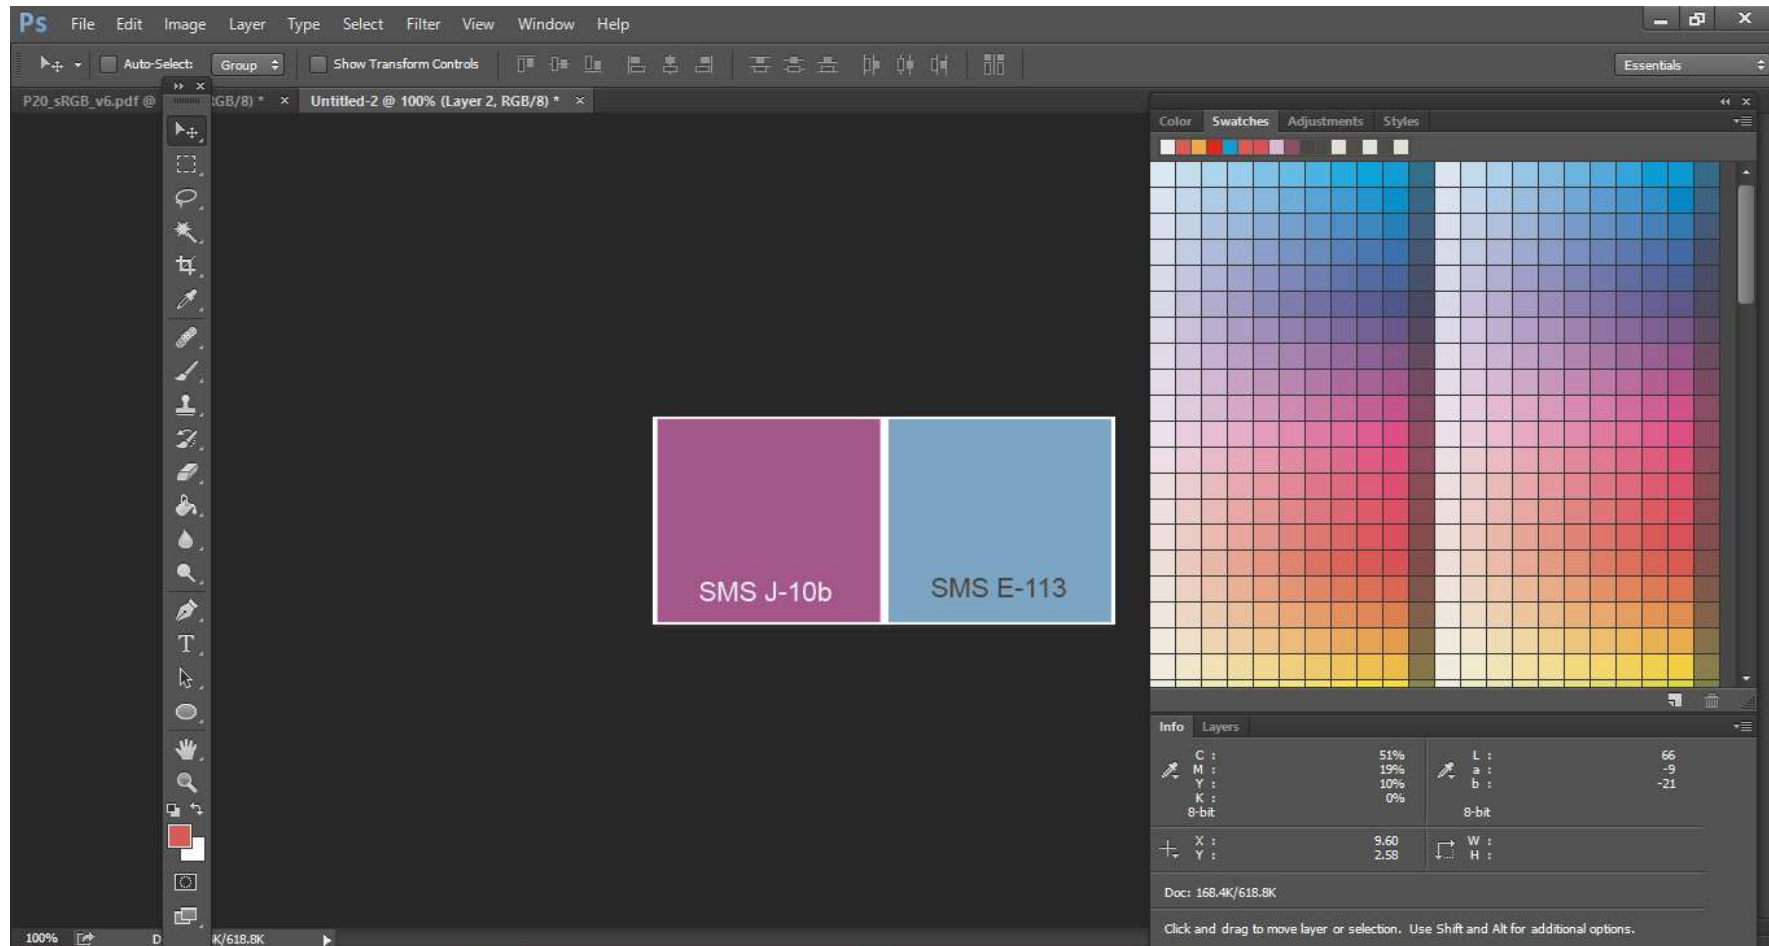 Ps File Edit Image Layer Type Select Filter View Window Help
Auto-Select: Group Show Transform Controls Essentials
P20_sRGB_v6.pdf @ GB/8) * × Untitled-2 @ 100% (Layer 2, RGB/8) * ×
Color Swatches Adjustments Styles
SMS J-10b SMS E-113
T
Info Layers
C : 51% L : 66
M : 19% a : -9
Y : 10% b : -21
K : 0%
8-bit 8-bit
X : 9.60 W :
Y : 2.58 H :
Doc: 168.4K/618.8K
Click and drag to move layer or selection. Use Shift and Alt for additional options.
100% D K/618.8K